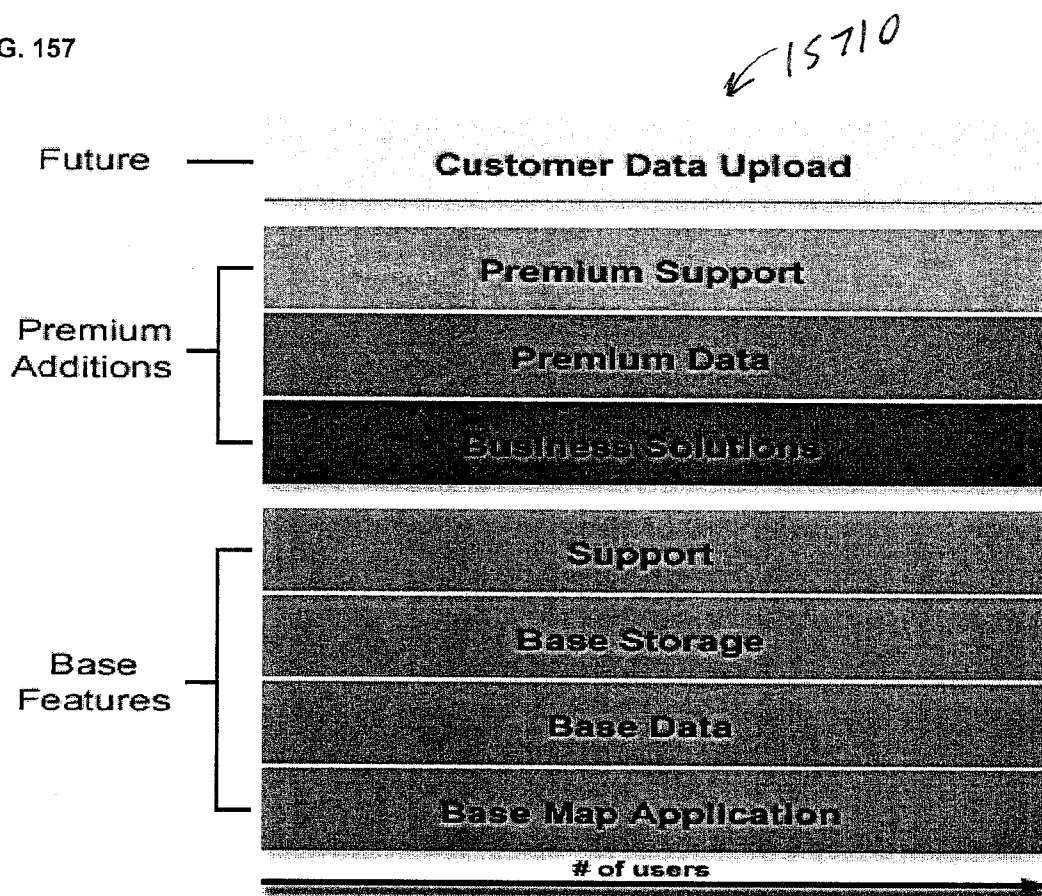 G. 157
15710
Future
Customer Data Upload
Premium Support
Premium
Additions
Premium Data
Business Solutions
Support
Base Storage
Base
Features
Base Data
Base Map Application
# of users